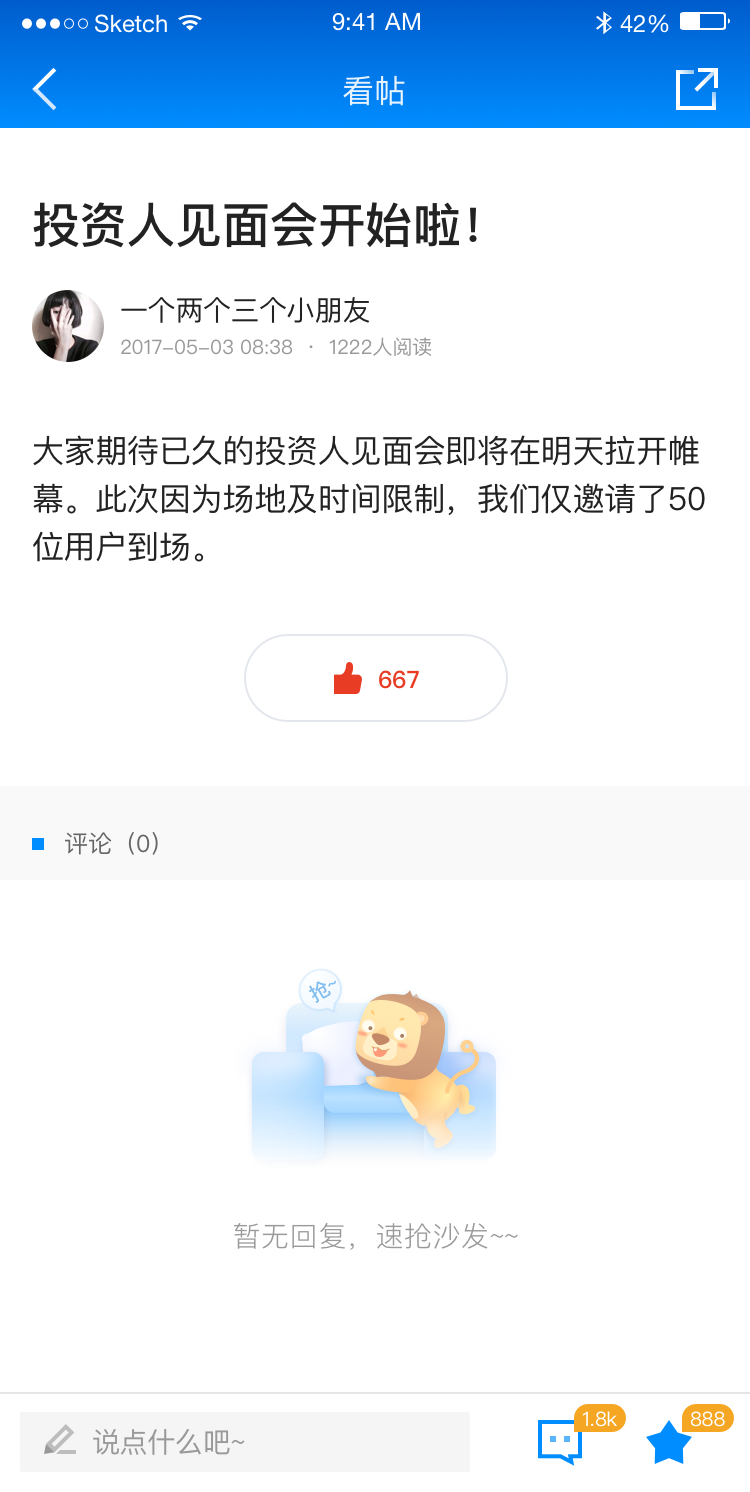 Sketch 9:41 AM 42%
看帖
投资人见面会开始啦！
一个两个三个小朋友
2017-05-03 08:38 · 1222人阅读
大家期待已久的投资人见面会即将在明天拉开帷
幕。此次因为场地及时间限制，我们仅邀请了50
位用户到场。
667
评论（0）
抢~
暂无回复，速抢沙发~~
说点什么吧~
1.8k
888